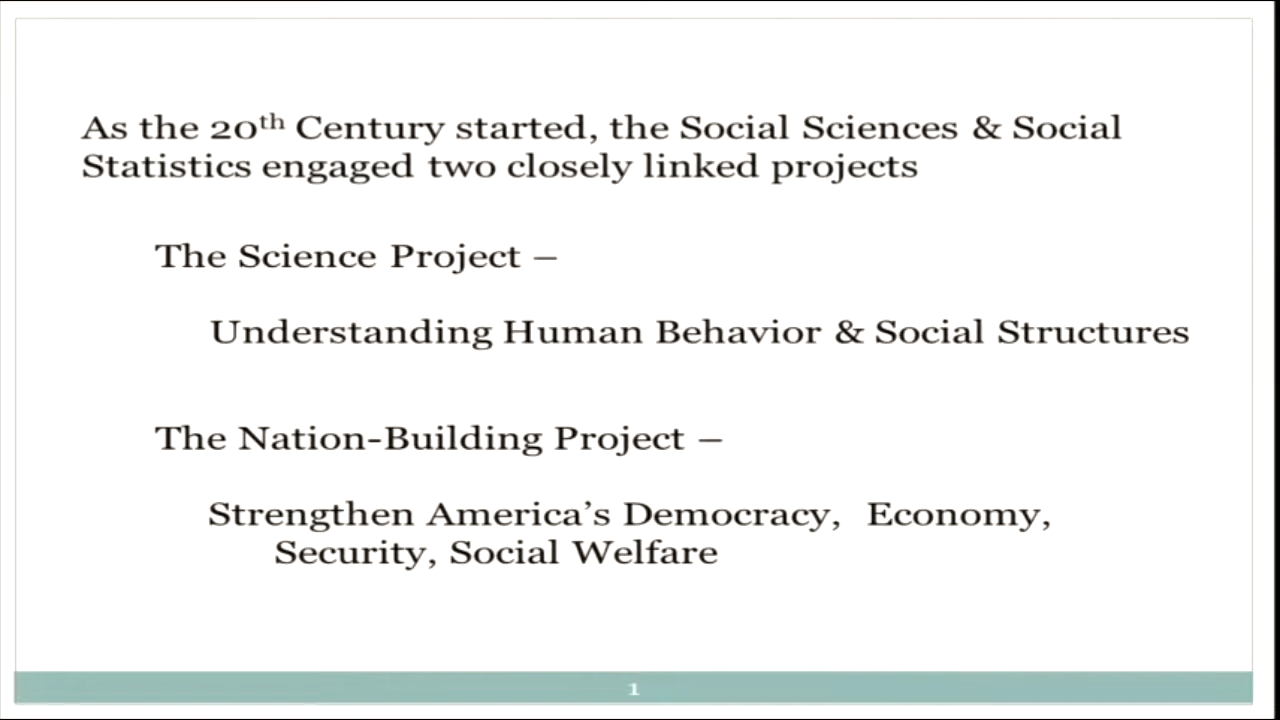 As the 20th Century started, the Social Sciences & Social
Statistics engaged two closely linked projects
The Science Project –
Understanding Human Behavior & Social Structures
The Nation-Building Project –
Strengthen America’s Democracy,  Economy,
Security, Social Welfare
1